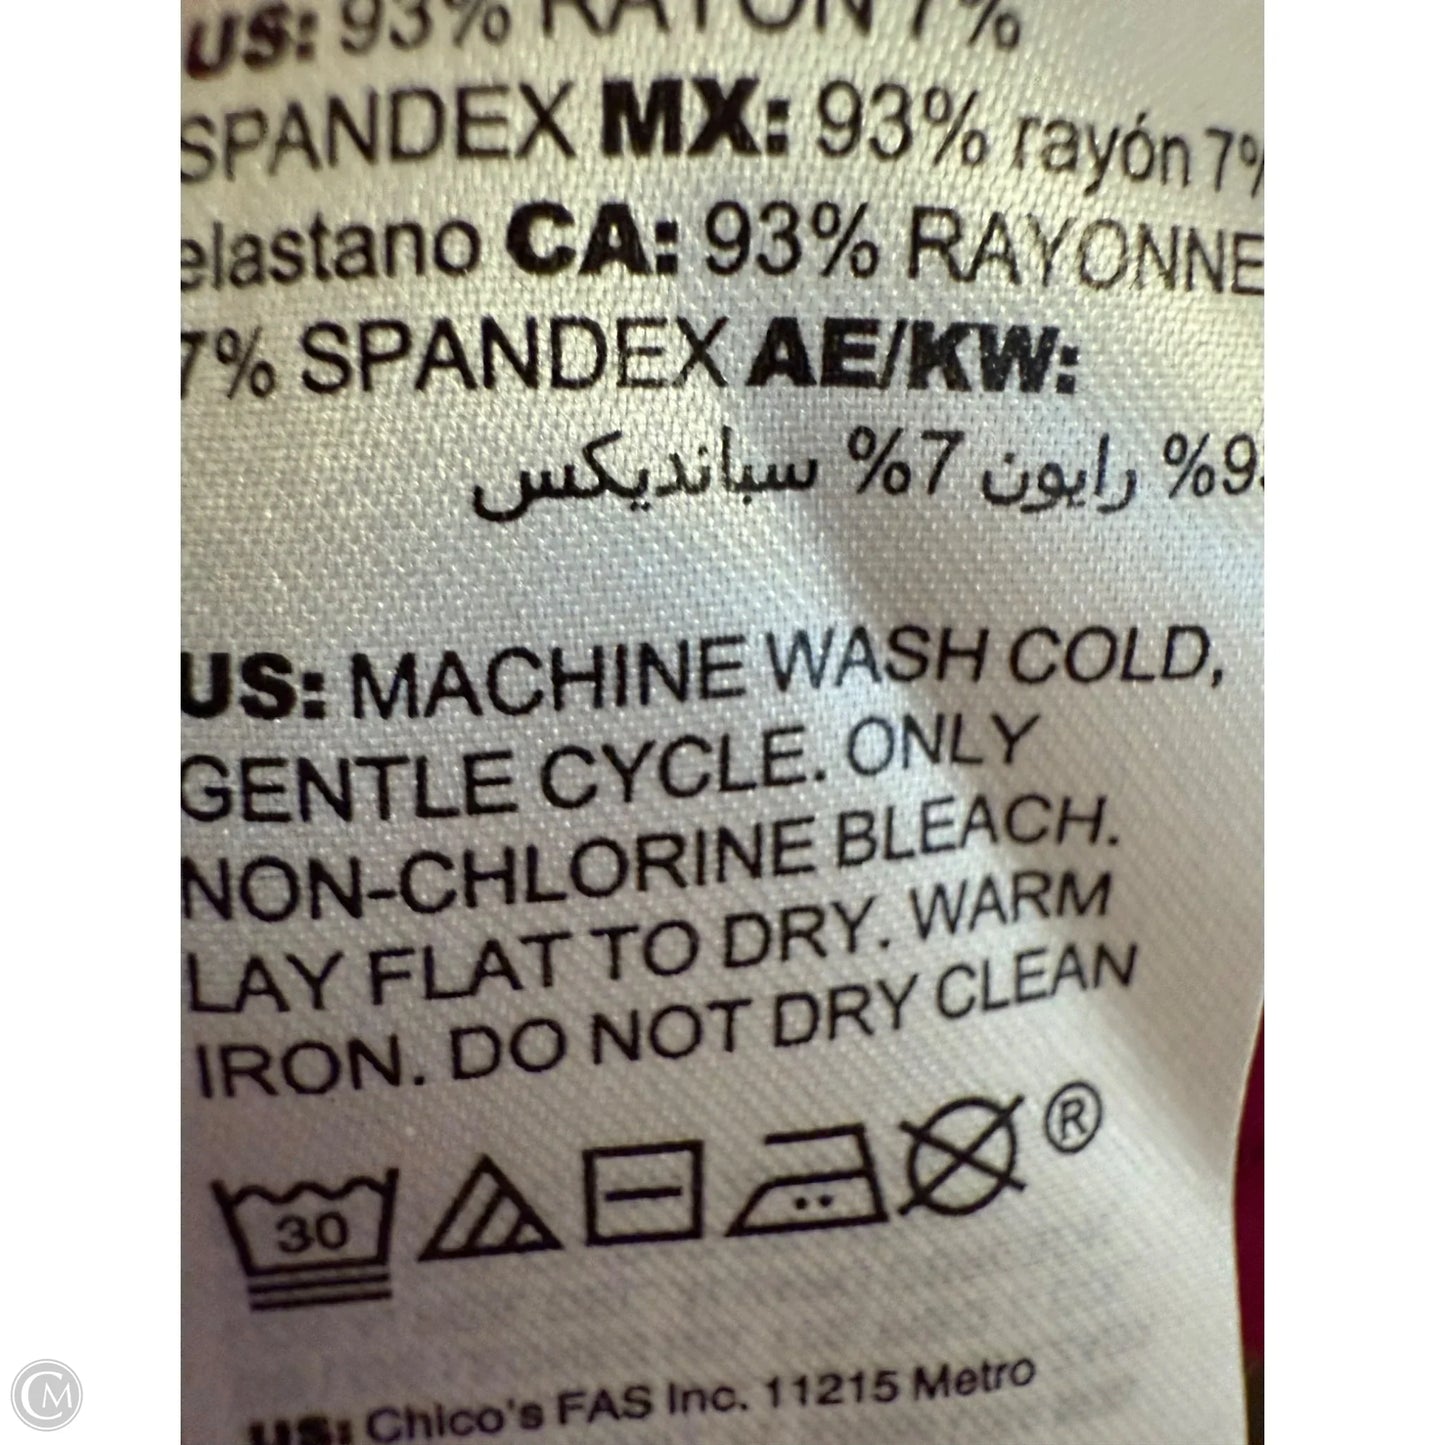 US: 93% RAYON 7%
SPANDEX MX: 93% rayón 7%
elastano CA: 93% RAYONNE
7% SPANDEX AE/KW:
9% رايون 7% سبانديكس
US: MACHINE WASH COLD,
GENTLE CYCLE. ONLY
NON-CHLORINE BLEACH.
LAY FLAT TO DRY. WARM
IRON. DO NOT DRY CLEAN
30 ®
US: Chico's FAS Inc. 11215 Metro
CM